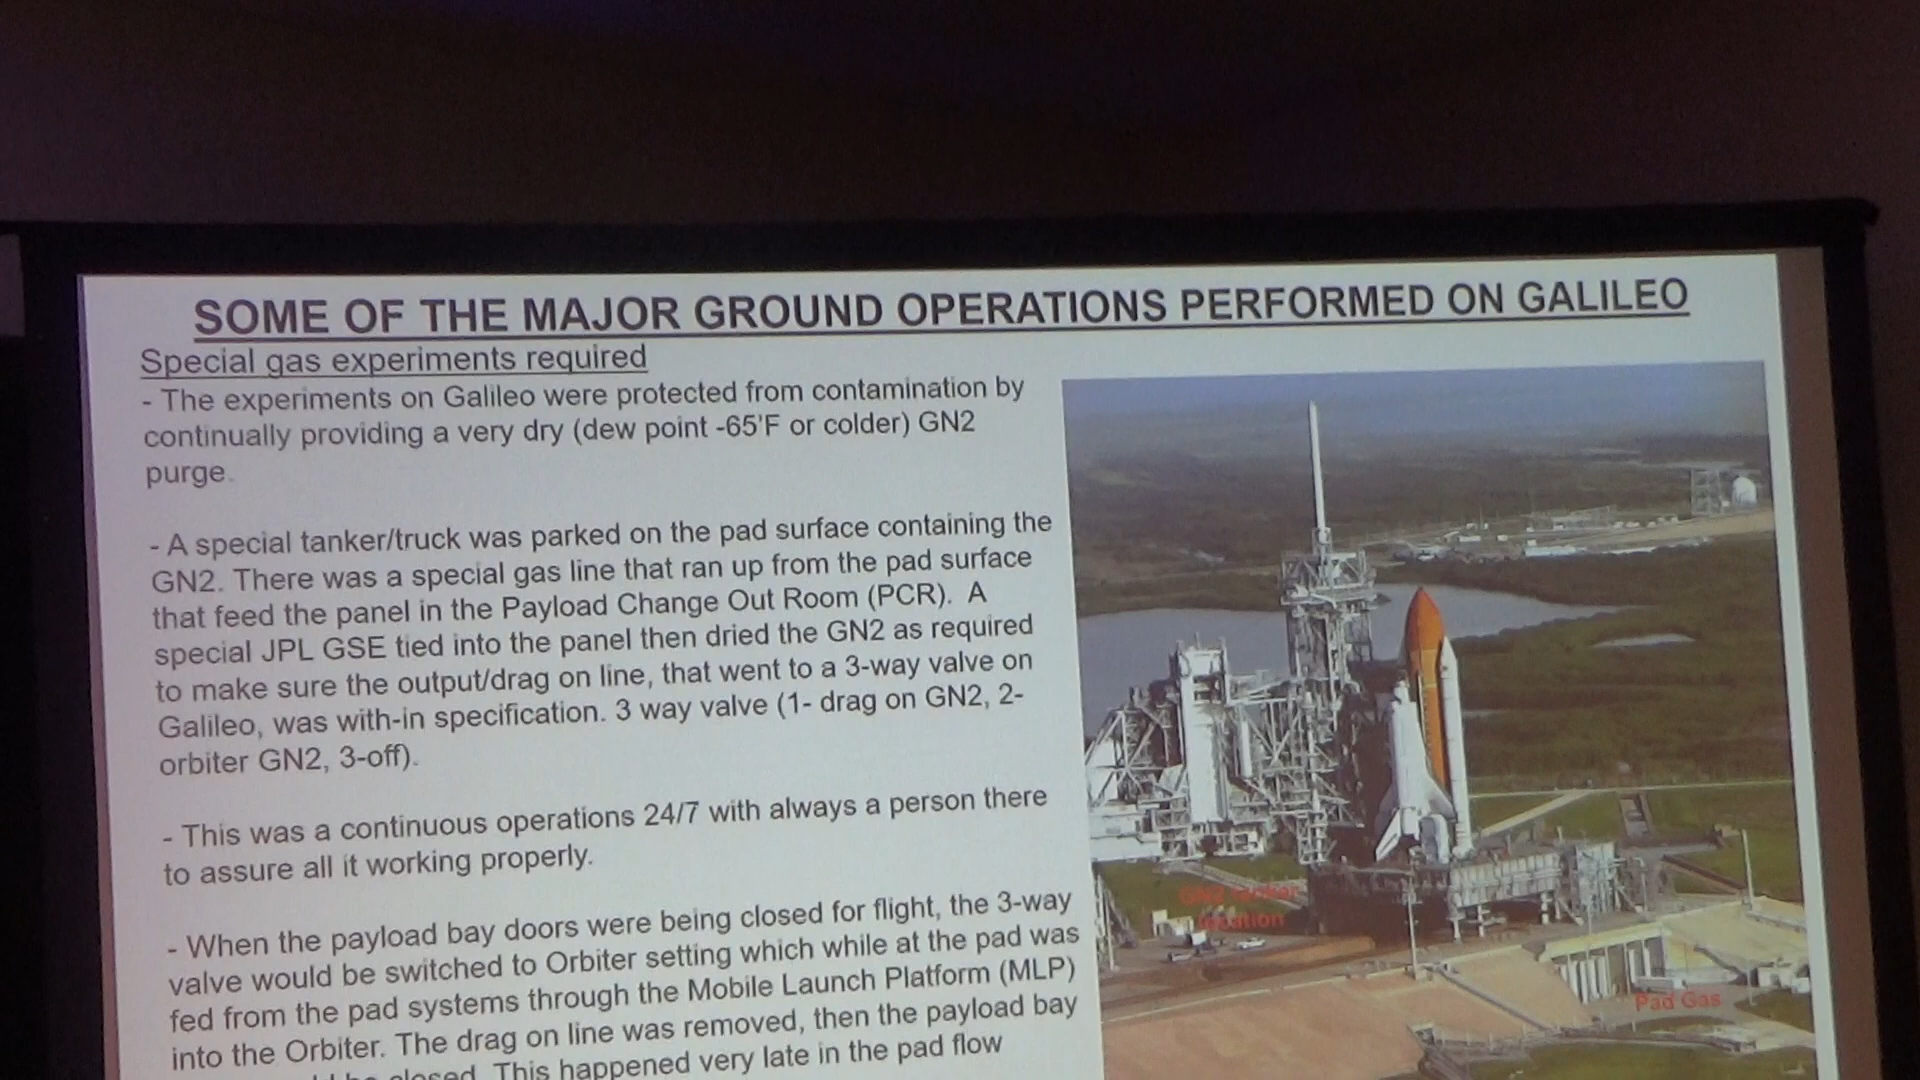 SOME OF THE MAJOR GROUND OPERATIONS PERFORMED ON GALILEO
Special gas experiments required
- The experiments on Galileo were protected from contamination by
continually providing a very dry (dew point -65'F or colder) GN2
purge.
- A special tanker/truck was parked on the pad surface containing the
GN2. There was a special gas line that ran up from the pad surface
that feed the panel in the Payload Change Out Room (PCR). A
special JPL GSE tied into the panel then dried the GN2 as required
to make sure the output/drag on line, that went to a 3-way valve on
Galileo, was with-in specification. 3 way valve (1- drag on GN2, 2-
orbiter GN2, 3-off).
- This was a continuous operations 24/7 with always a person there
to assure all it working properly.
- When the payload bay doors were being closed for flight, the 3-way
valve would be switched to Orbiter setting which while at the pad was
fed from the pad systems through the Mobile Launch Platform (MLP)
into the Orbiter. The drag on line was removed, then the payload bay
closed. This happened very late in the pad flow
GN2
location
Pad Gas